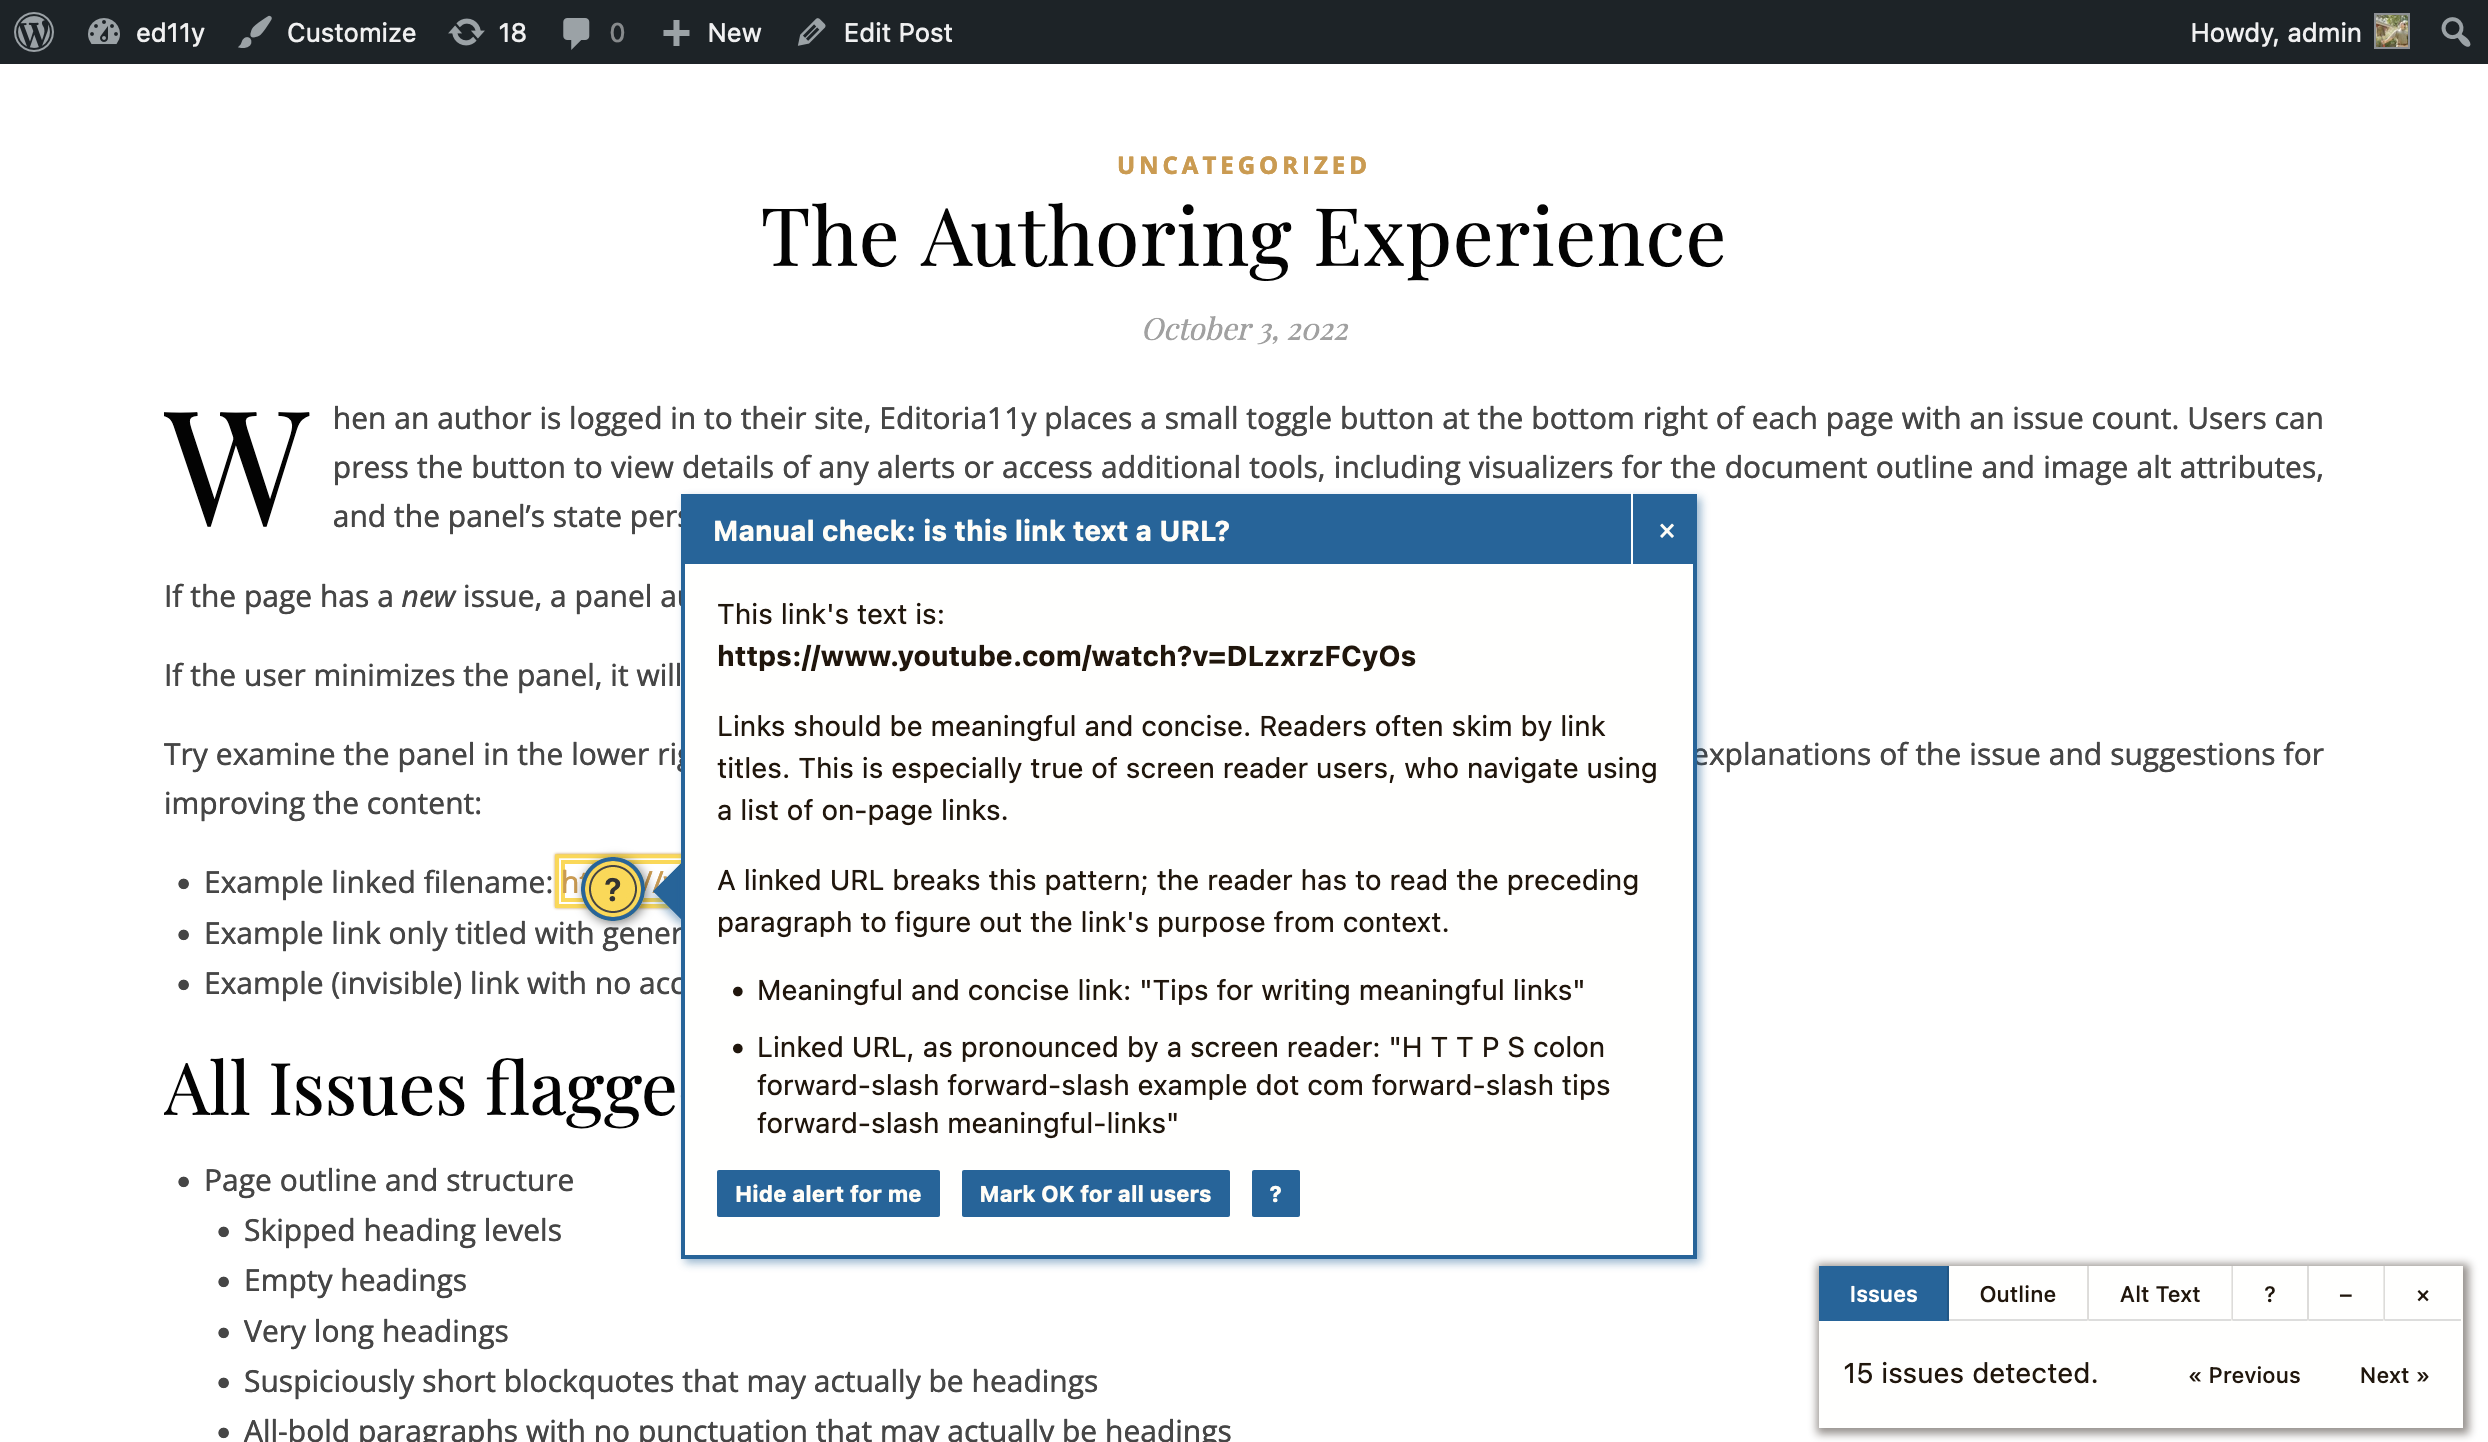 ed11y Customize 18 0 New Edit Post Howdy, admin
UNCATEGORIZED
The Authoring Experience
October 3, 2022
When an author is logged in to their site, Editoria11y places a small toggle button at the bottom right of each page with an issue count. Users can
press the button to view details of any alerts or access additional tools, including visualizers for the document outline and image alt attributes,
and the panel’s state
If the page has a new issue, a panel
If the user minimizes the panel, it will
Try examine the panel in the lower explanations of the issue and suggestions for
improving the content:
• Example linked filename: ?
• Example link only titled with
• Example (invisible) link with no
All Issues
• Page outline and structure
• Skipped heading levels
• Empty headings
• Very long headings
• Suspiciously short blockquotes that may actually be headings
• All-bold paragraphs with no punctuation that may actually be headings
Manual check: is this link text a URL? ×
This link's text is:
https://www.youtube.com/watch?v=DLzxrzFCyOs
Links should be meaningful and concise. Readers often skim by link
titles. This is especially true of screen reader users, who navigate using
a list of on-page links.
A linked URL breaks this pattern; the reader has to read the preceding
paragraph to figure out the link's purpose from context.
• Meaningful and concise link: "Tips for writing meaningful links"
• Linked URL, as pronounced by a screen reader: "H T T P S colon
forward-slash forward-slash example dot com forward-slash tips
forward-slash meaningful-links"
Hide alert for me Mark OK for all users ?
Issues Outline Alt Text ? – ×
15 issues detected. « Previous Next »